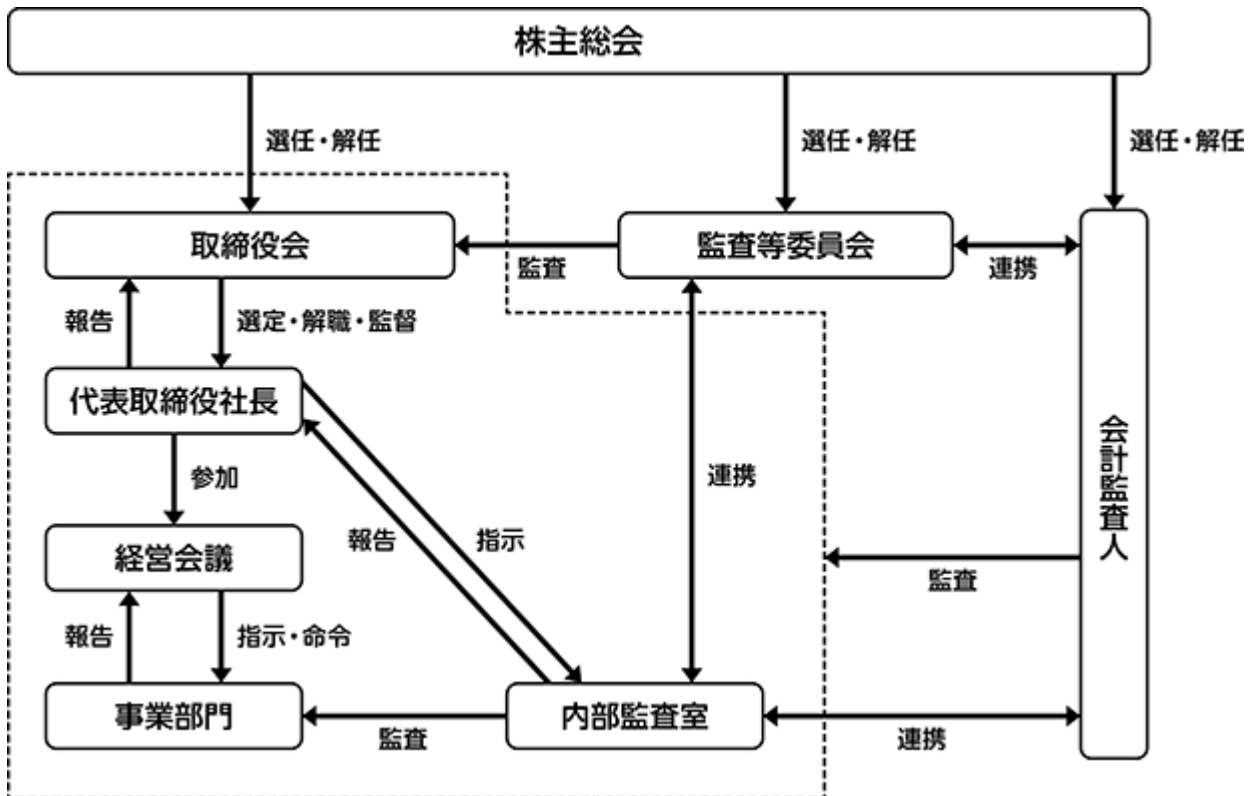 株主総会
選任・解任
選任・解任
選任・解任
取締役会
監査
監査等委員会
連携
報告
選定・解職・監督
代表取締役社長
参加
連携
会計監査人
経営会議
報告
指示
監査
報告
指示・命令
事業部門
監査
内部監査室
連携